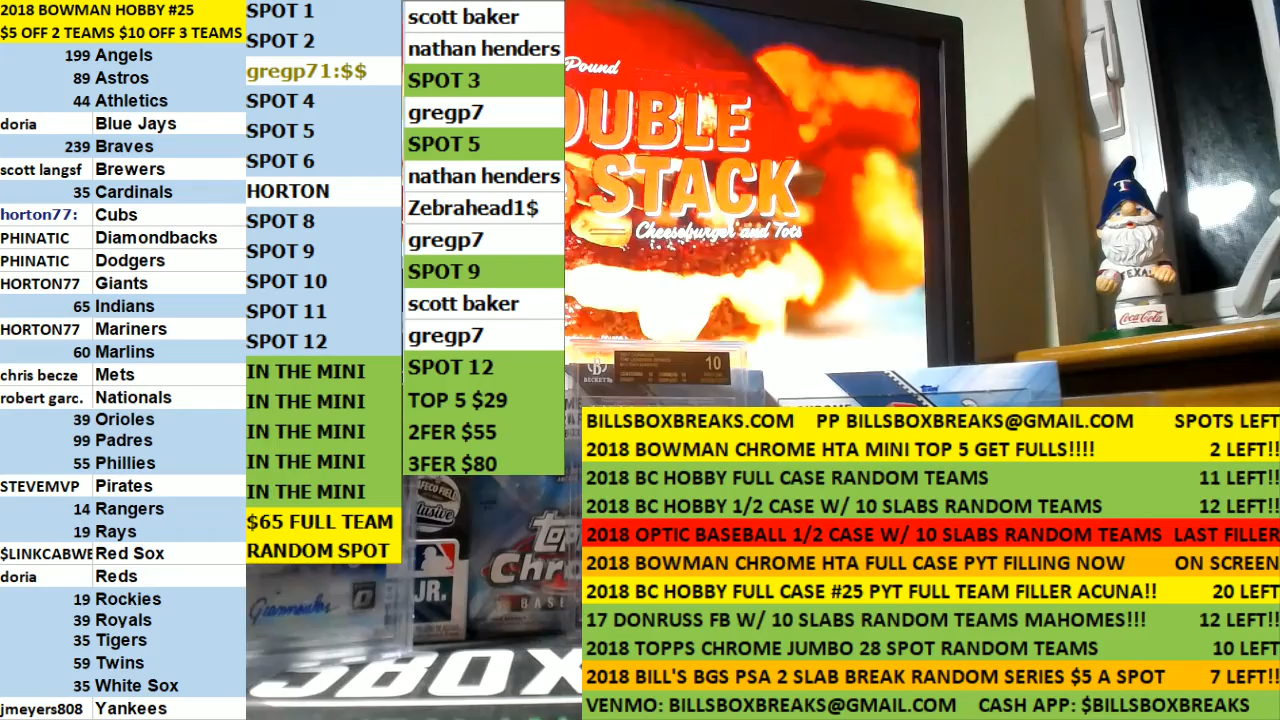 2018 BOWMAN HOBBY #25
$5 OFF 2 TEAMS $10 OFF 3 TEAMS
199 Angels
89 Astros
44 Athletics
doria Blue Jays
239 Braves
scott langsf Brewers
35 Cardinals
horton77: Cubs
PHINATIC Diamondbacks
PHINATIC Dodgers
HORTON77 Giants
65 Indians
HORTON77 Mariners
60 Marlins
chris becze Mets
robert garc. Nationals
39 Orioles
99 Padres
55 Phillies
STEVEMVP Pirates
14 Rangers
19 Rays
$LINKCABWE Red Sox
doria Reds
19 Rockies
39 Royals
35 Tigers
59 Twins
35 White Sox
jmeyers808 Yankees
SPOT 1
SPOT 2
gregp71:$$
SPOT 4
SPOT 5
SPOT 6
HORTON
SPOT 8
SPOT 9
SPOT 10
SPOT 11
SPOT 12
IN THE MINI
IN THE MINI
IN THE MINI
IN THE MINI
IN THE MINI
$65 FULL TEAM
RANDOM SPOT
scott baker
nathan henders
SPOT 3
gregp7
SPOT 5
nathan henders
Zebrahead1$
gregp7
SPOT 9
scott baker
gregp7
SPOT 12
TOP 5 $29
2FER $55
3FER $80
Pound
OUBLE
STACK
Cheeseburger and Tots
T
TEXAS
Coca-Cola
10
BECKETT
topps
BILLSBOXBREAKS.COM PP BILLSBOXBREAKS@GMAIL.COM SPOTS LEFT
2018 BOWMAN CHROME HTA MINI TOP 5 GET FULLS!!!! 2 LEFT!!
2018 BC HOBBY FULL CASE RANDOM TEAMS 11 LEFT!!
2018 BC HOBBY 1/2 CASE W/ 10 SLABS RANDOM TEAMS 12 LEFT!!
2018 OPTIC BASEBALL 1/2 CASE W/ 10 SLABS RANDOM TEAMS LAST FILLER
2018 BOWMAN CHROME HTA FULL CASE PYT FILLING NOW ON SCREEN
2018 BC HOBBY FULL CASE #25 PYT FULL TEAM FILLER ACUNA!! 20 LEFT
17 DONRUSS FB W/ 10 SLABS RANDOM TEAMS MAHOMES!!! 12 LEFT!!
2018 TOPPS CHROME JUMBO 28 SPOT RANDOM TEAMS 10 LEFT!!
2018 BILL'S BGS PSA 2 SLAB BREAK RANDOM SERIES $5 A SPOT 7 LEFT!!
VENMO: BILLSBOXBREAKS@GMAIL.COM CASH APP: $BILLSBOXBREAKS
JR.
topps
Chr
BASE
SBOX